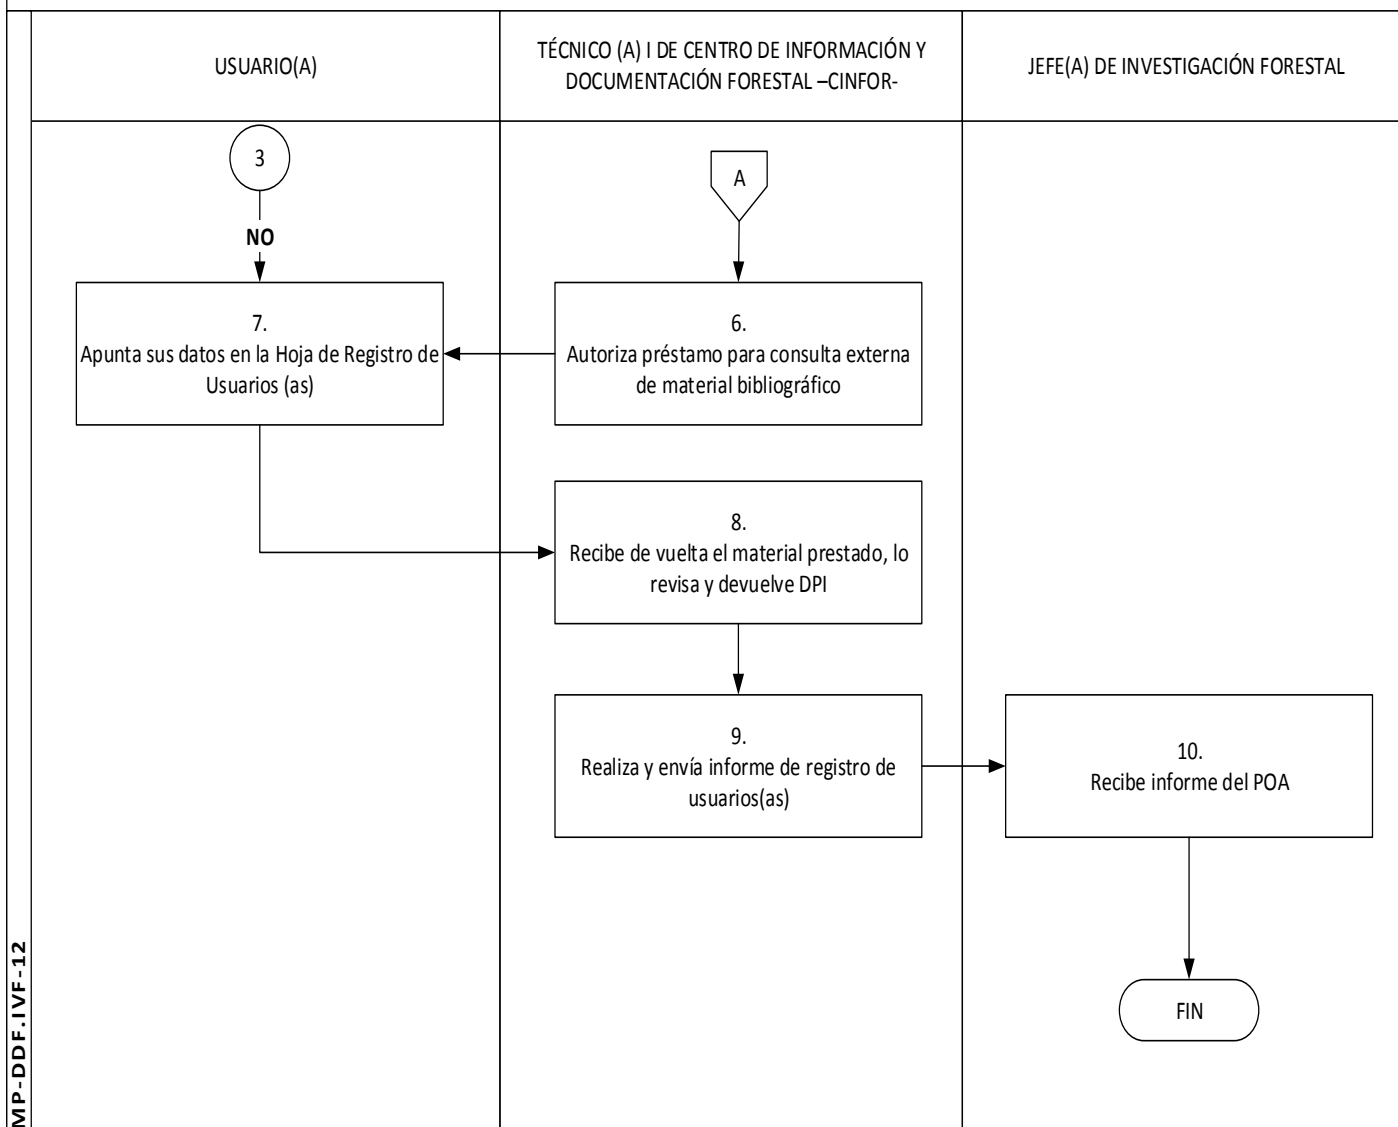 USUARIO(A)
TÉCNICO (A) I DE CENTRO DE INFORMACIÓN Y
DOCUMENTACIÓN FORESTAL –CINFOR-
JEFE(A) DE INVESTIGACIÓN FORESTAL
3
A
NO
7.
Apunta sus datos en la Hoja de Registro de
Usuarios (as)
6.
Autoriza préstamo para consulta externa
de material bibliográfico
8.
Recibe de vuelta el material prestado, lo
revisa y devuelve DPI
9.
Realiza y envía informe de registro de
usuarios(as)
10.
Recibe informe del POA
FIN
MP-DDF.IVF-12